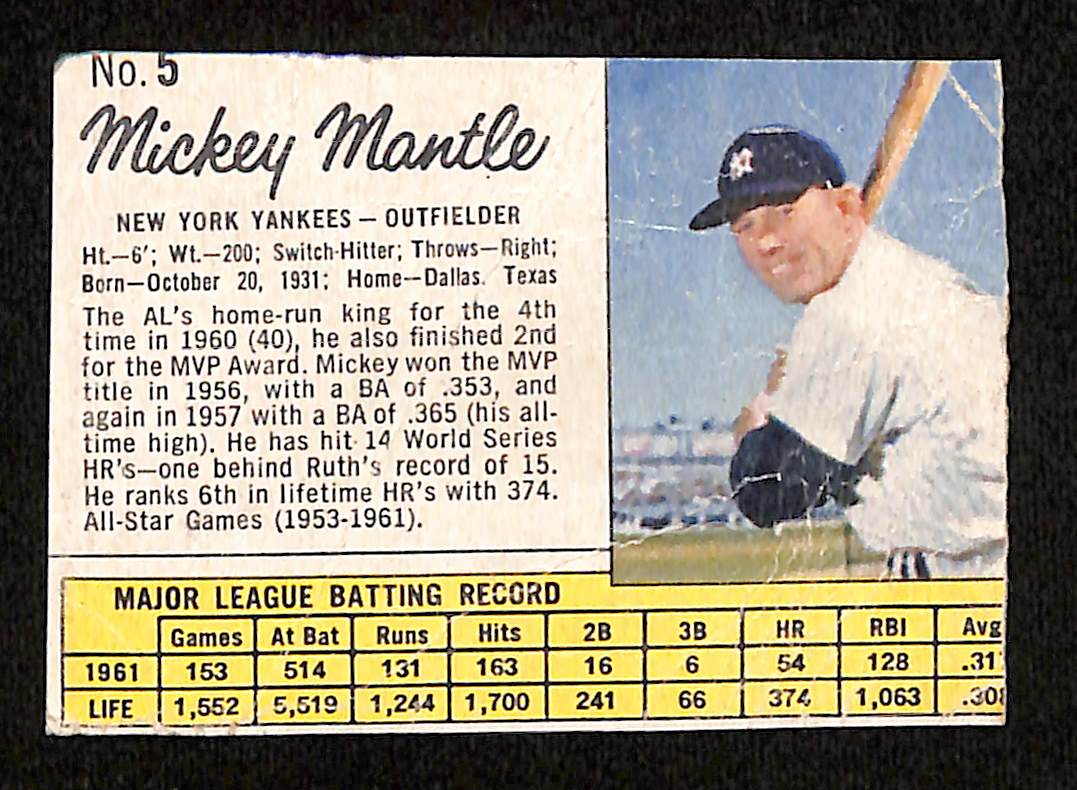 No. 5
Mickey Mantle
NEW YORK YANKEES — OUTFIELDER
Ht.—6'; Wt.—200; Switch-Hitter; Throws—Right;
Born—October 20, 1931; Home—Dallas. Texas
The AL's home-run king for the 4th
time in 1960 (40), he also finished 2nd
for the MVP Award. Mickey won the MVP
title in 1956, with a BA of .353, and
again in 1957 with a BA of .365 (his all-
time high). He has hit 14 World Series
HR's—one behind Ruth's record of 15.
He ranks 6th in lifetime HR's with 374.
All-Star Games (1953-1961).
NY
MAJOR LEAGUE BATTING RECORD
Games At Bat Runs Hits 2B 3B HR RBI Avg
1961 153 514 131 163 16 6 54 128 .31
LIFE 1,552 5,519 1,244 1,700 241 66 374 1,063 .308